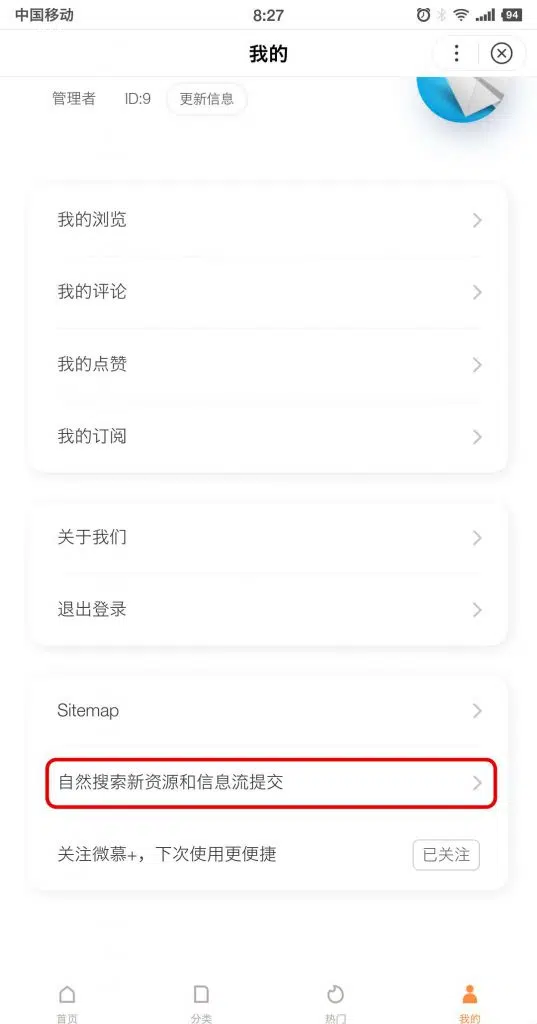 中国移动 8:27 94
我的
管理者 ID:9 更新信息
我的浏览
我的评论
我的点赞
我的订阅
关于我们
退出登录
Sitemap
自然搜索新资源和信息流提交
关注微慕+，下次使用更便捷 已关注
首页 分类 热门 我的